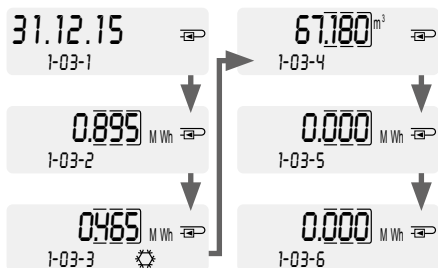 31.12.15
1-03-1
0.895 MWh
1-03-2
0.465 MWh
1-03-3
67.180 m³
1-03-4
0.000 MWh
1-03-5
0.000 MWh
1-03-6